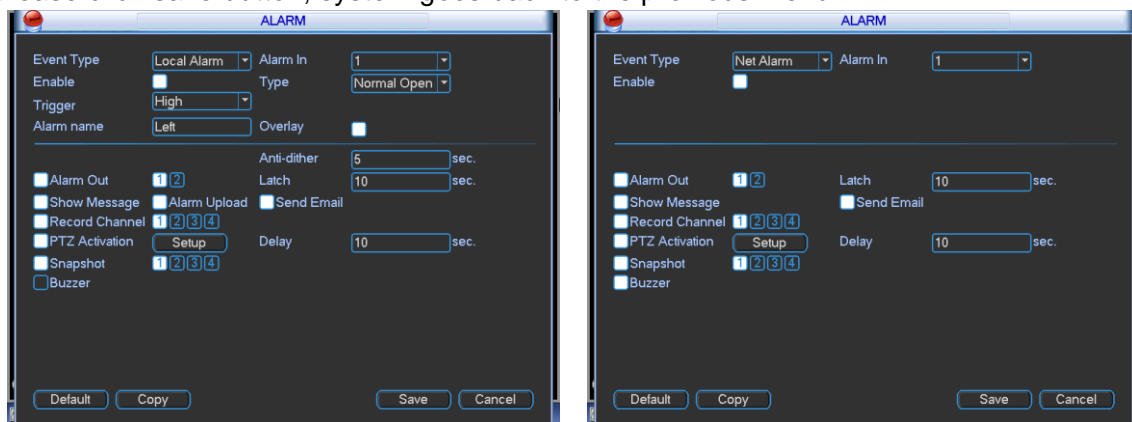 ALARM
Event Type Local Alarm Alarm In 1
Enable Type Normal Open
Trigger High
Alarm name Left Overlay
Anti-dither 5 sec.
Alarm Out 1 2 Latch 10 sec.
Show Message Alarm Upload Send Email
Record Channel 1 2 3 4
PTZ Activation Setup Delay 10 sec.
Snapshot 1 2 3 4
Buzzer
Default Copy Save Cancel
ALARM
Event Type Net Alarm Alarm In 1
Enable
Alarm Out 1 2 Latch 10 sec.
Show Message Send Email
Record Channel 1 2 3 4
PTZ Activation Setup Delay 10 sec.
Snapshot 1 2 3 4
Buzzer
Default Copy Save Cancel